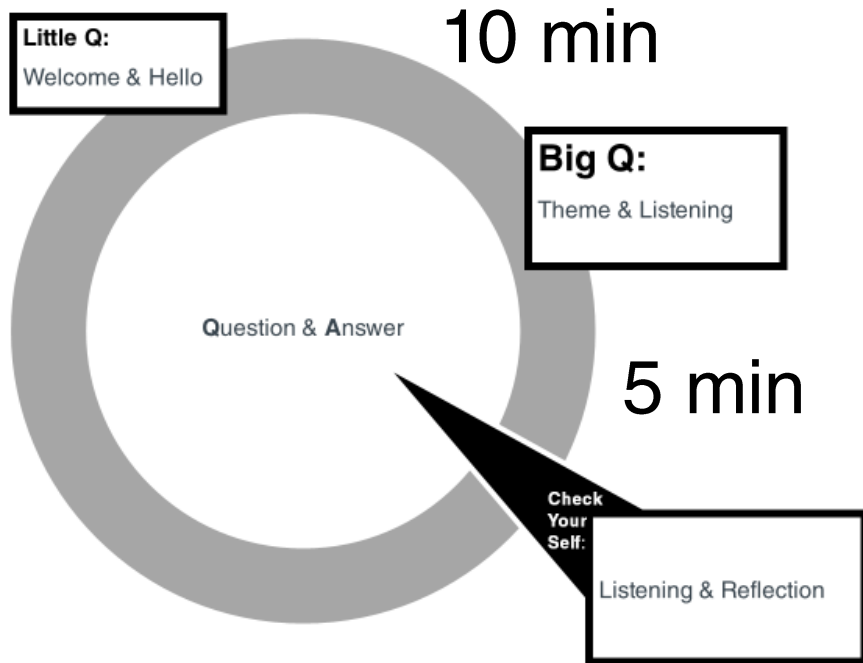 Little Q:
Welcome & Hello
10 min
Big Q:
Theme & Listening
Question & Answer
5 min
Check
Your
Self:
Listening & Reflection